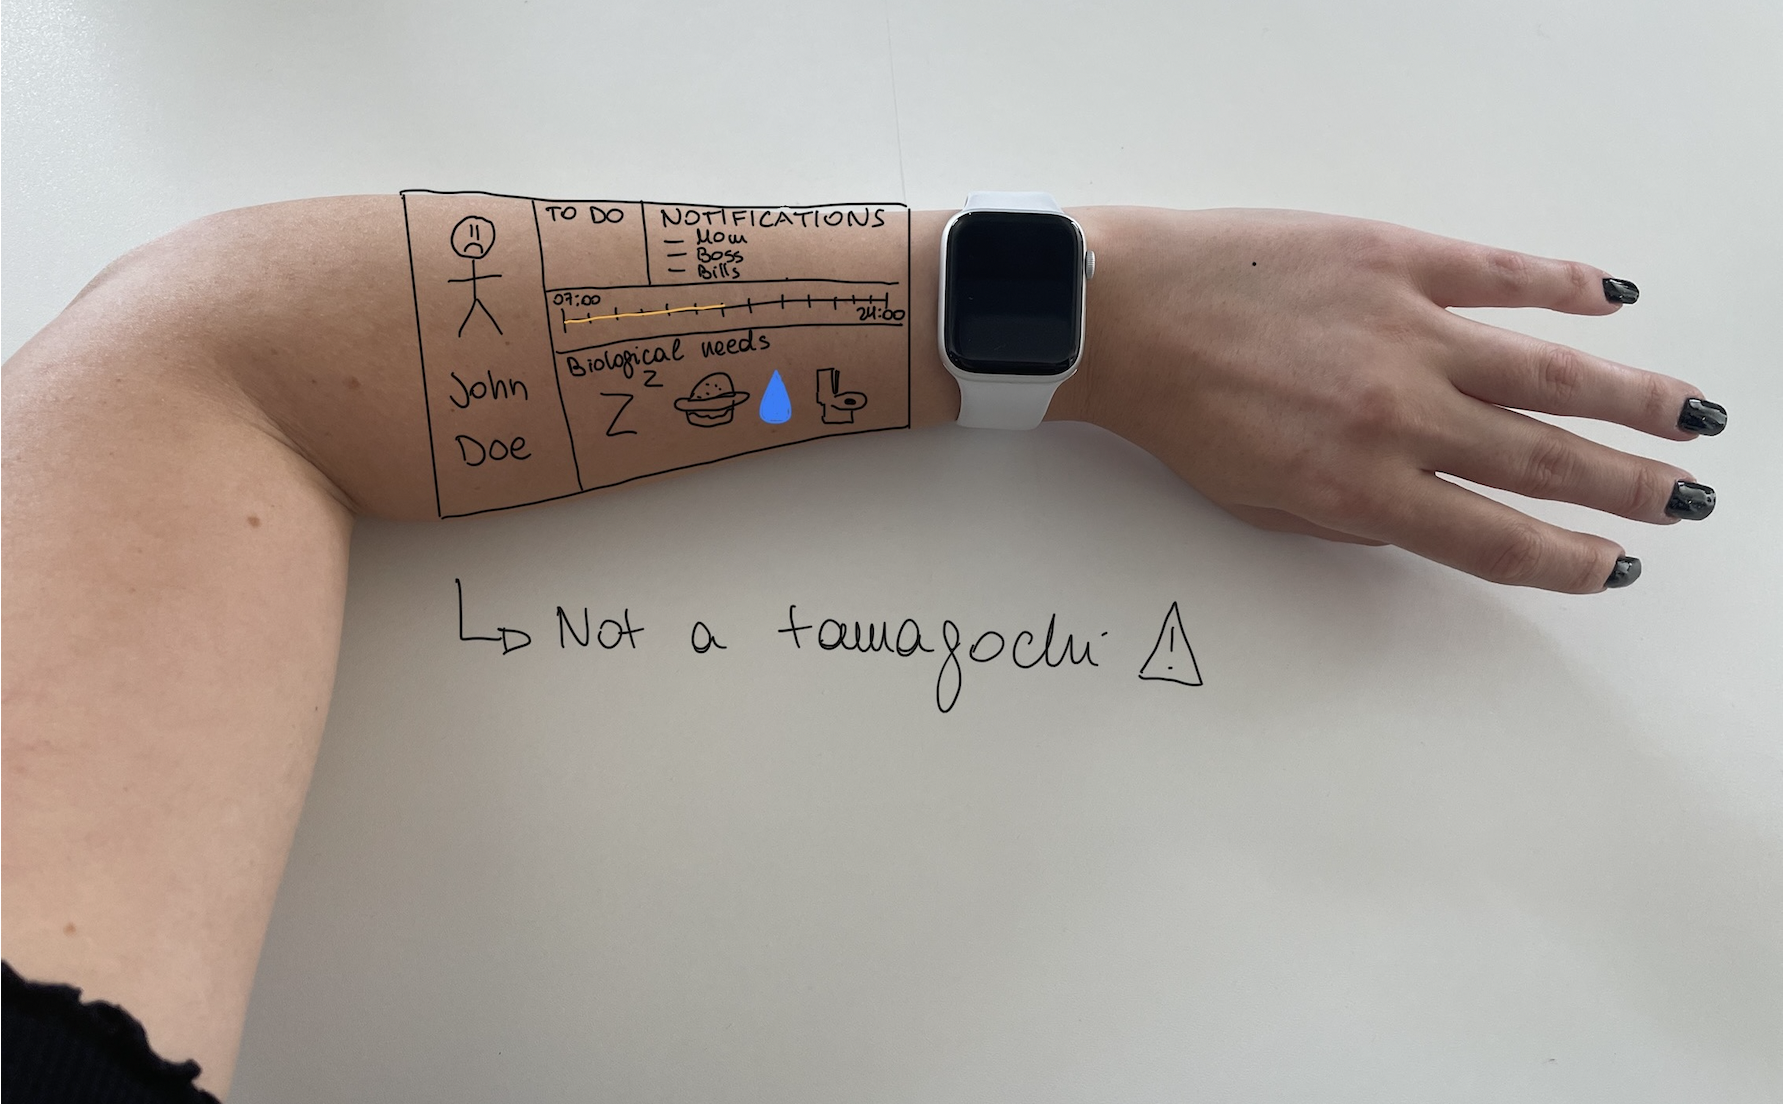 John
Doe
TO DO
NOTIFICATIONS
– Mom
– Boss
– Bills
07:00
24:00
Biological needs
Z Z
Not a tamagochi